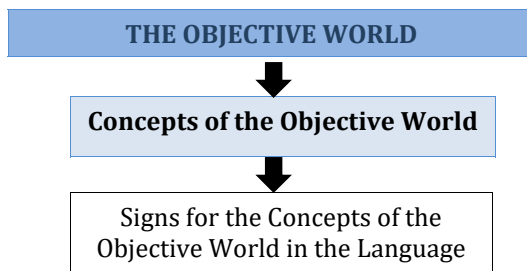 THE OBJECTIVE WORLD
Concepts of the Objective World
Signs for the Concepts of the
Objective World in the Language